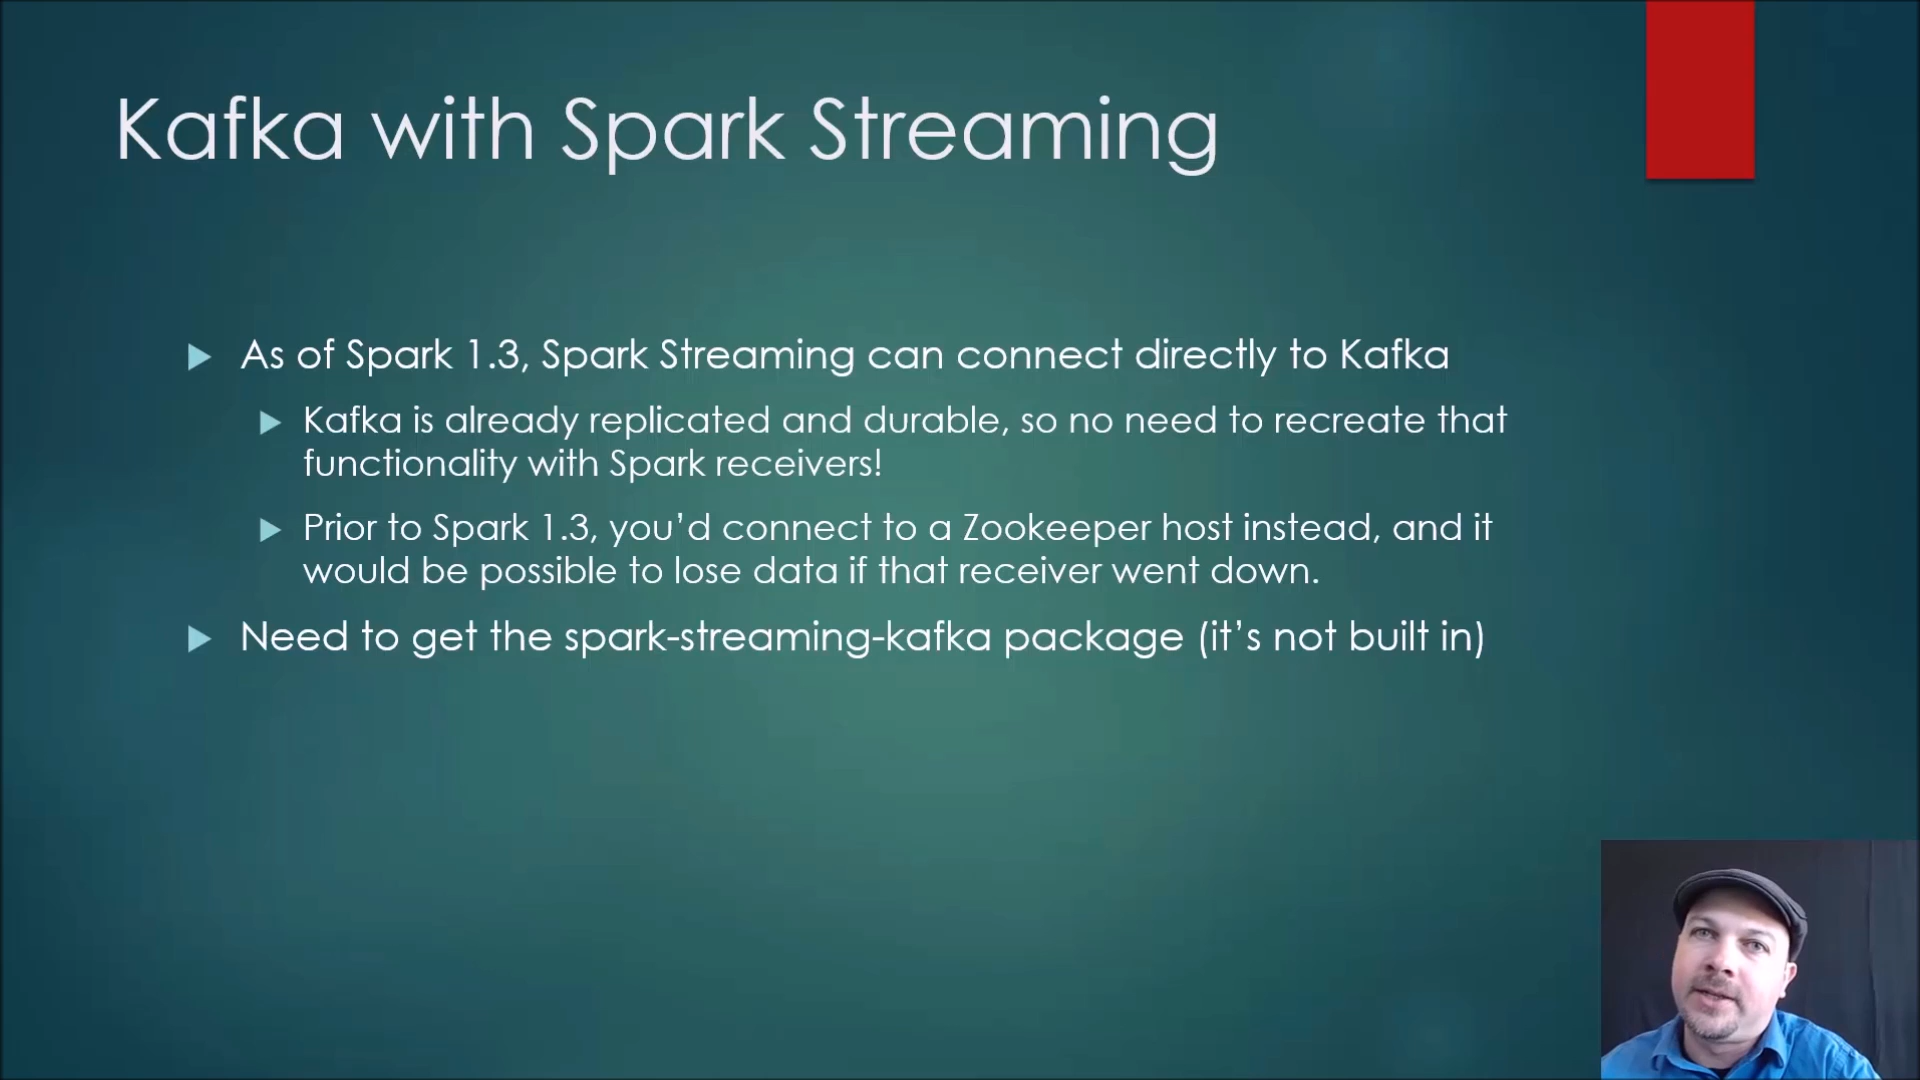 Kafka with Spark Streaming
As of Spark 1.3, Spark Streaming can connect directly to Kafka
Kafka is already replicated and durable, so no need to recreate that
functionality with Spark receivers!
Prior to Spark 1.3, you’d connect to a Zookeeper host instead, and it
would be possible to lose data if that receiver went down.
Need to get the spark-streaming-kafka package (it’s not built in)